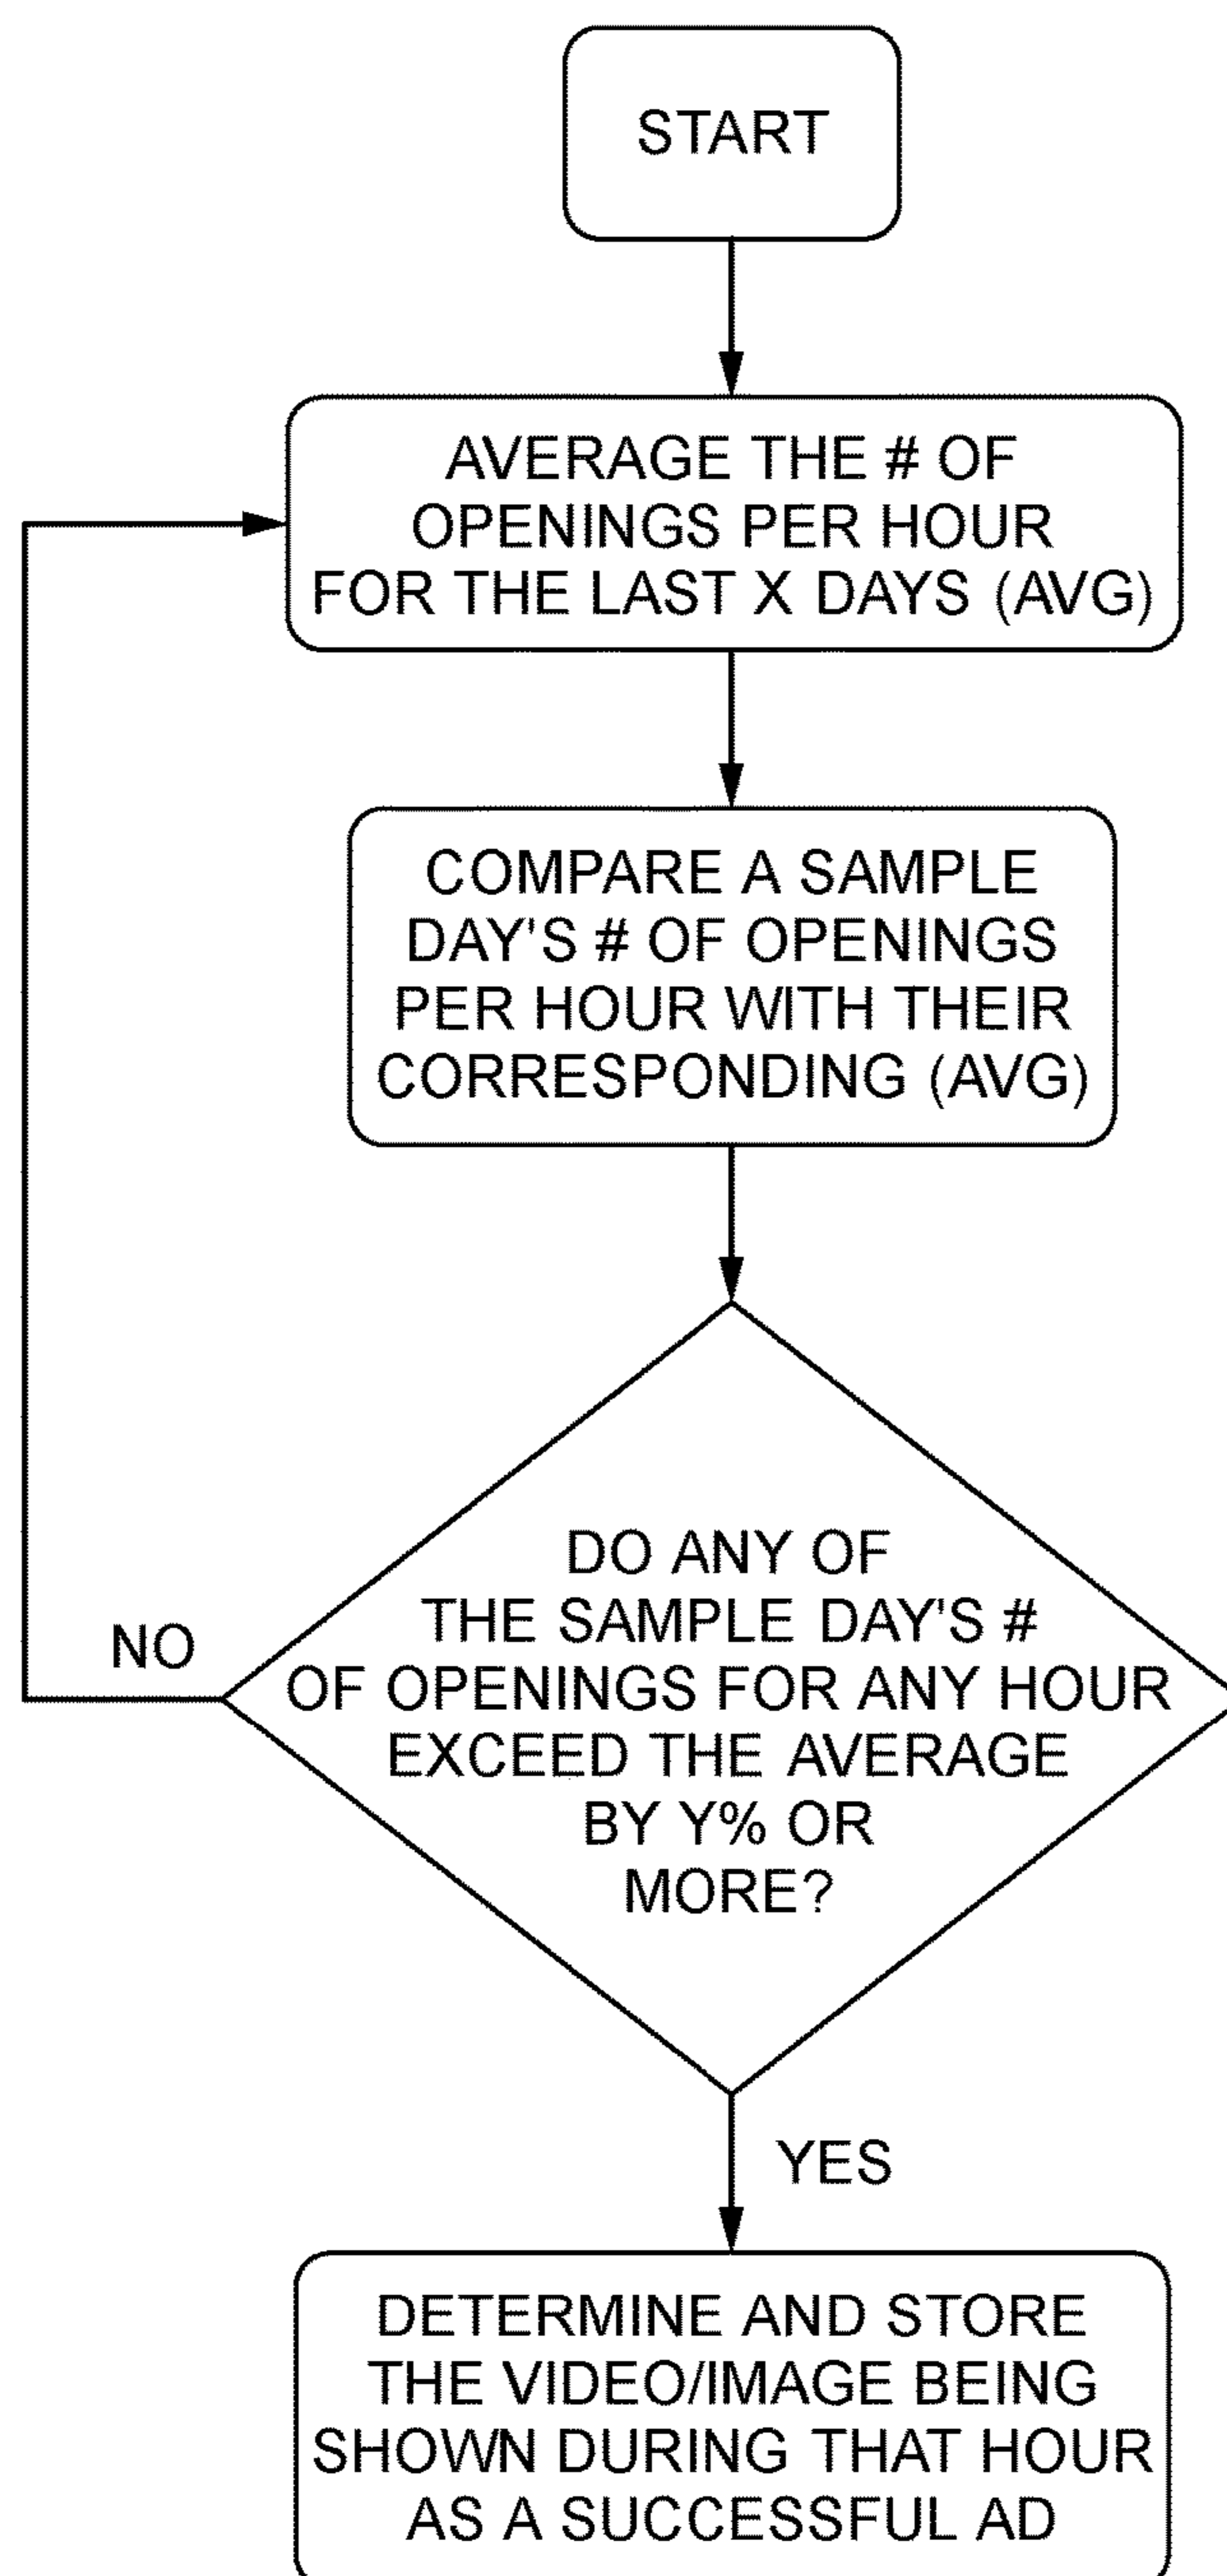 START
AVERAGE THE # OF
OPENINGS PER HOUR
FOR THE LAST X DAYS (AVG)
COMPARE A SAMPLE
DAY'S # OF OPENINGS
PER HOUR WITH THEIR
CORRESPONDING (AVG)
DO ANY OF
THE SAMPLE DAY'S #
OF OPENINGS FOR ANY HOUR
EXCEED THE AVERAGE
BY Y% OR
MORE?
NO
YES
DETERMINE AND STORE
THE VIDEO/IMAGE BEING
SHOWN DURING THAT HOUR
AS A SUCCESSFUL AD